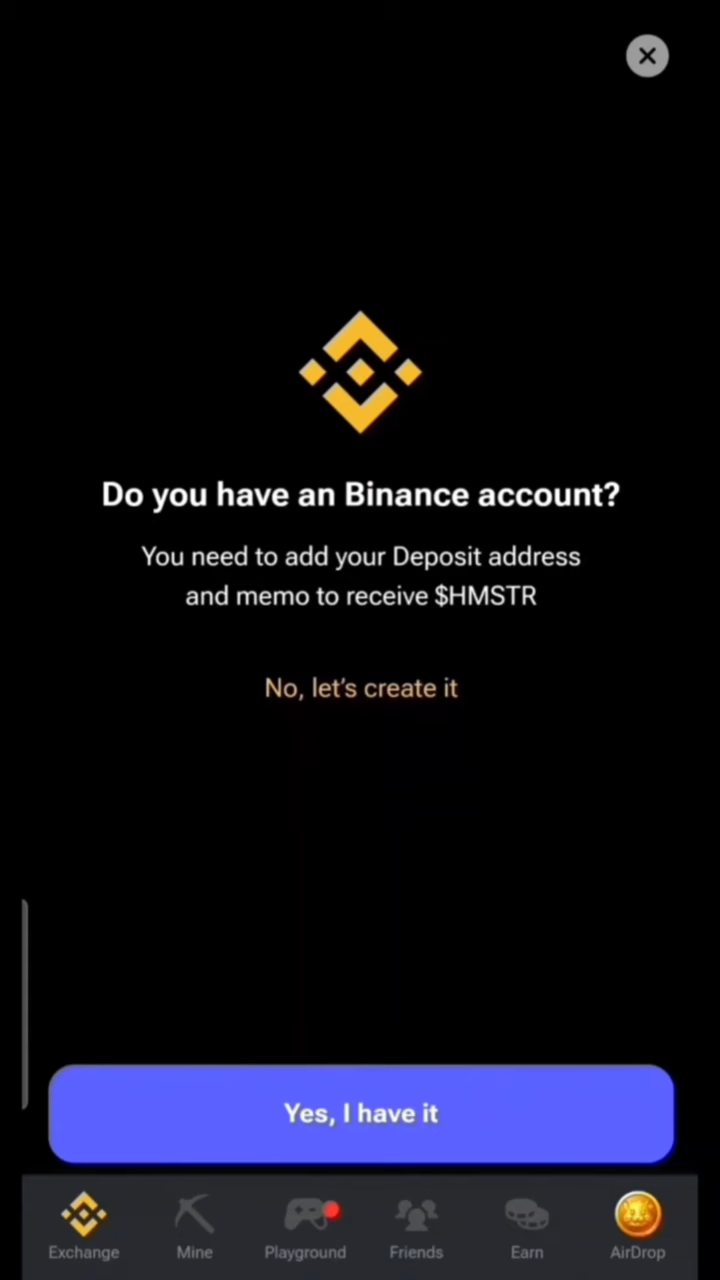 Do you have an Binance account?
You need to add your Deposit address
and memo to receive $HMSTR
No, let's create it
Yes, I have it
Exchange
Mine
Playground
Friends
Earn
AirDrop